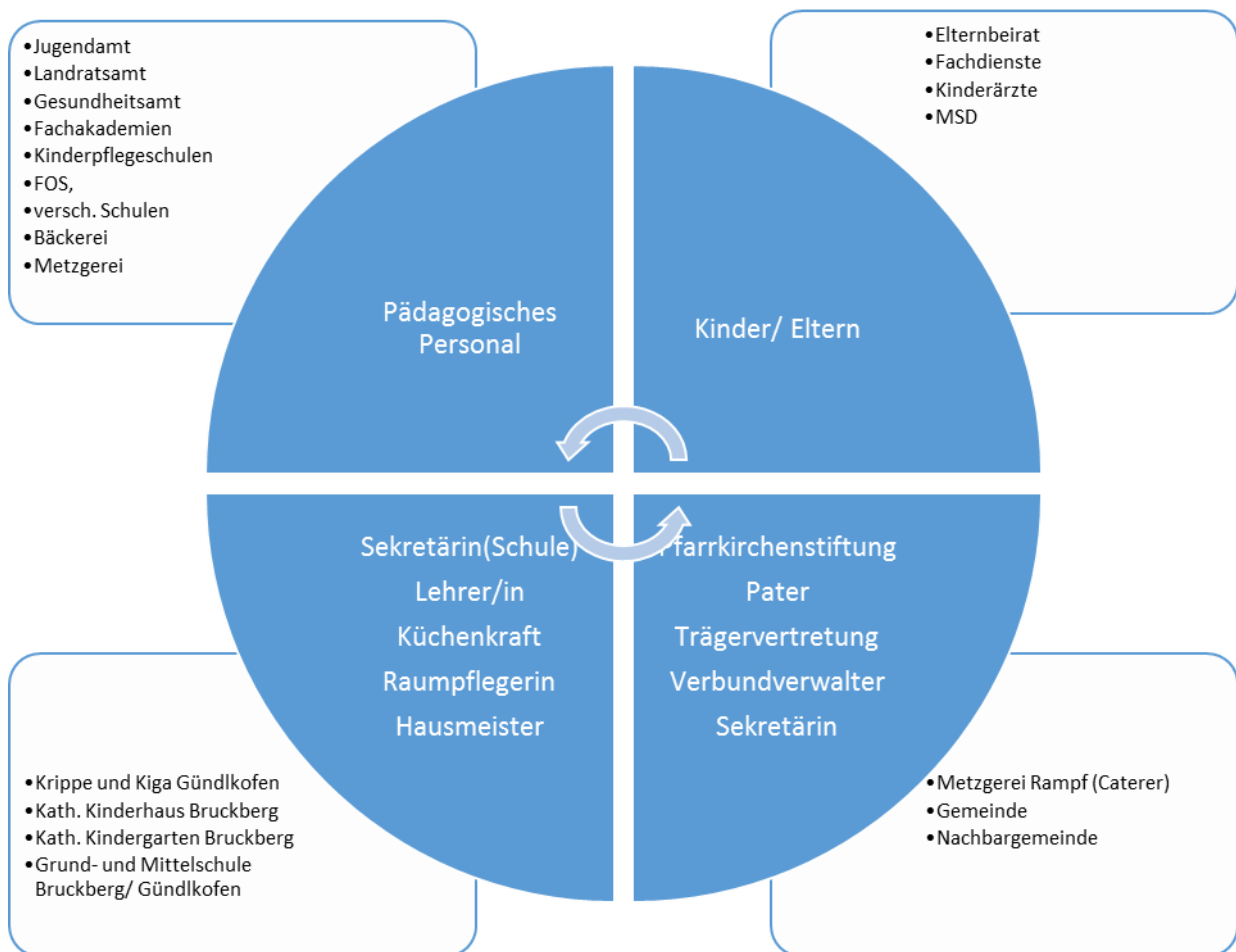 •Jugendamt
•Landratsamt
•Gesundheitsamt
•Fachakademien
•Kinderpflegeschulen
•FOS,
•versch. Schulen
•Bäckerei
•Metzgerei
•Elternbeirat
•Fachdienste
•Kinderärzte
•MSD
Pädagogisches
Personal
Kinder/ Eltern
Sekretärin(Schule)
Lehrer/in
Küchenkraft
Raumpflegerin
Hausmeister
Pfarrkirchenstiftung
Pater
Trägervertretung
Verbundverwalter
Sekretärin
•Krippe und Kiga Gündlkofen
•Kath. Kinderhaus Bruckberg
•Kath. Kindergarten Bruckberg
•Grund- und Mittelschule
Bruckberg/ Gündlkofen
•Metzgerei Rampf (Caterer)
•Gemeinde
•Nachbargemeinde